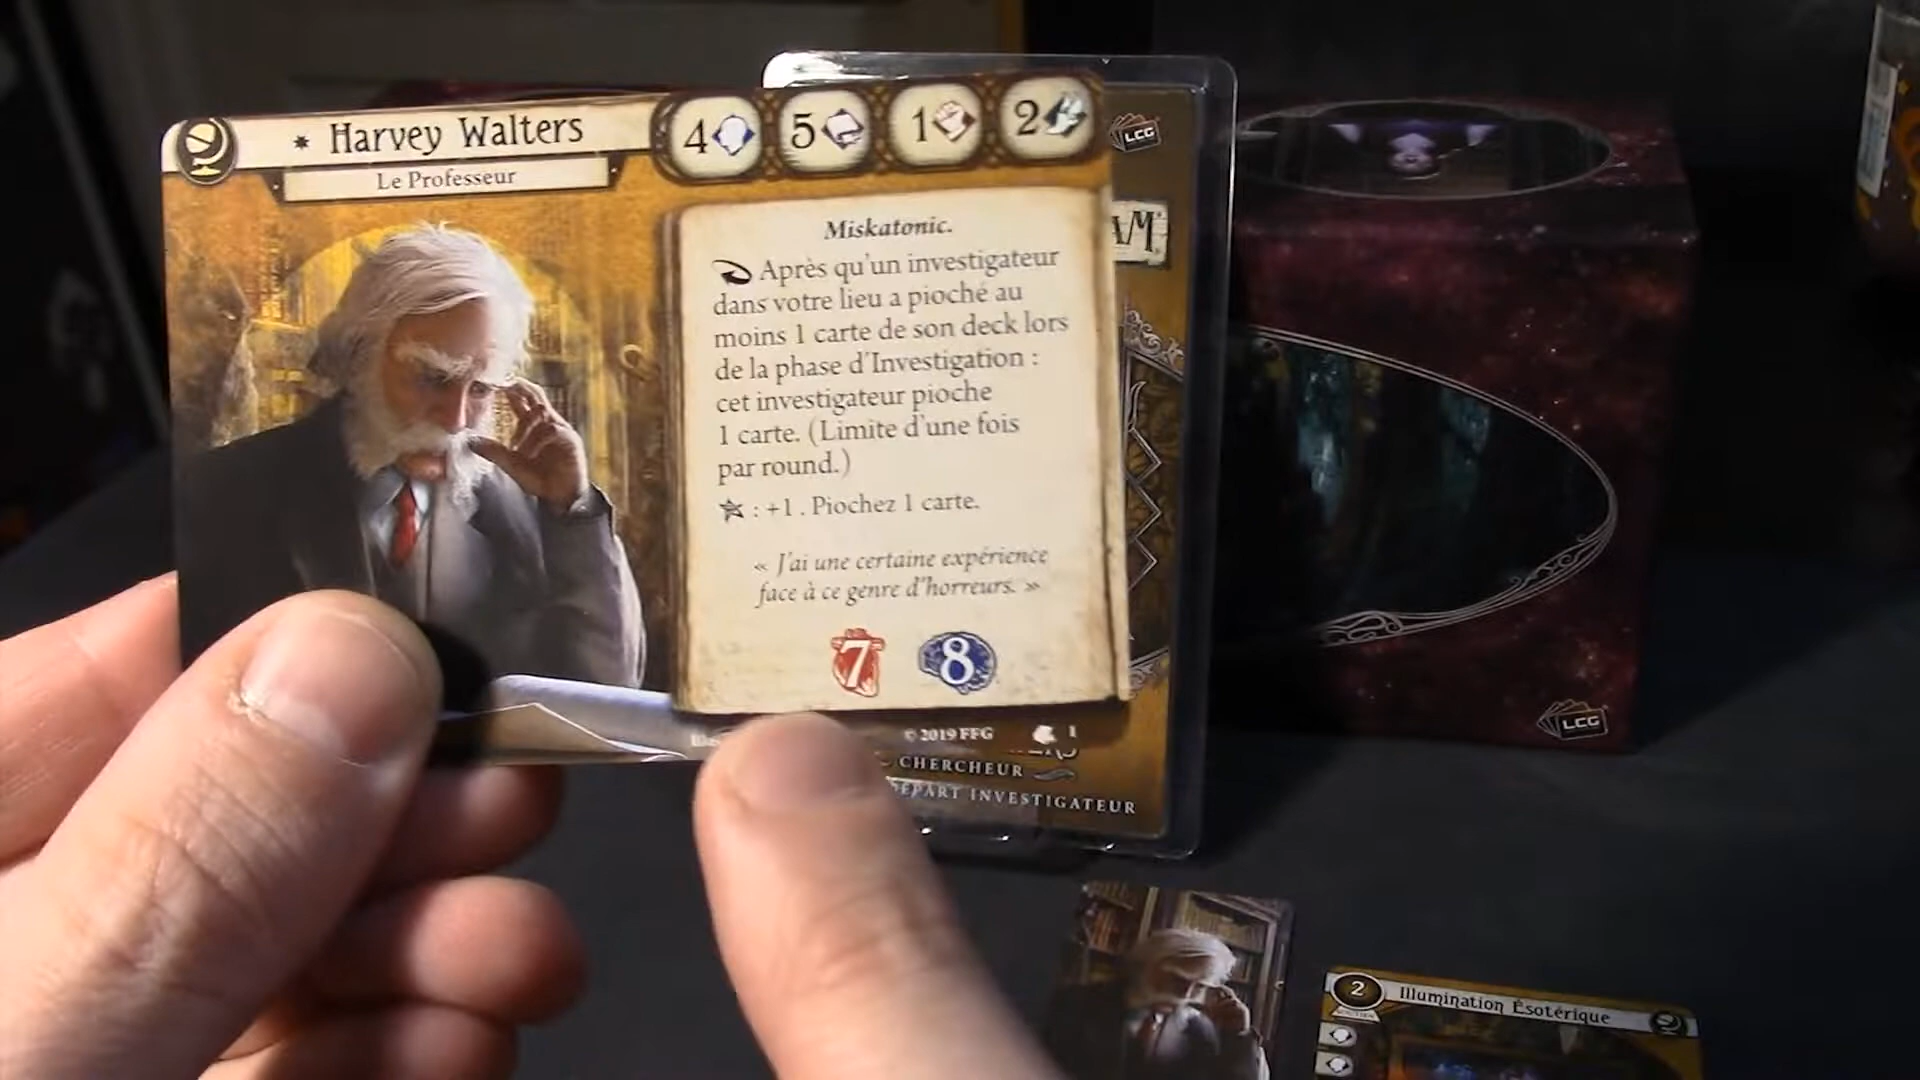 Harvey Walters
4 5 1 2
Le Professeur
Miskatonic.
Après qu'un investigateur
dans votre lieu a pioché au
moins 1 carte de son deck lors
de la phase d'Investigation :
cet investigateur pioche
1 carte. (Limite d'une fois
par round.)
: +1 . Piochez 1 carte.
« J'ai une certaine expérience
face à ce genre d'horreurs. »
7 8
© 2019 FFG 1
LCG
AM
CHERCHEUR
DÉPART INVESTIGATEUR
LCG
2
Illumination Ésotérique